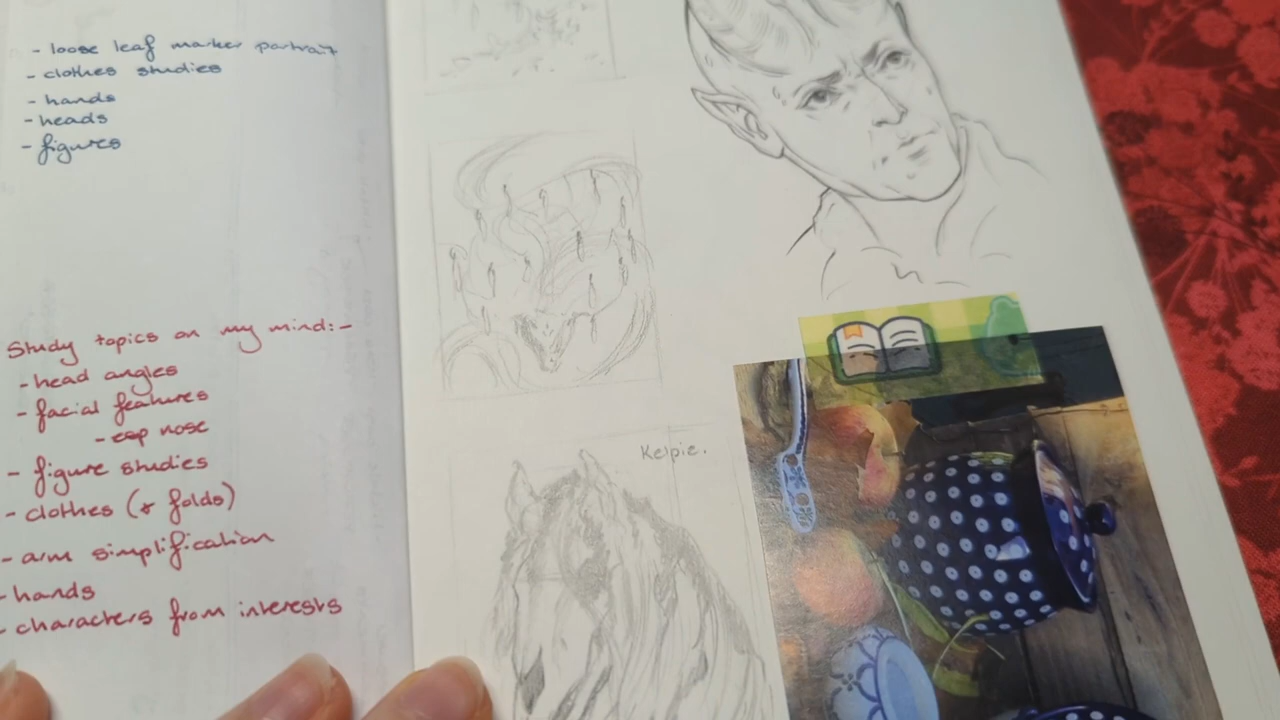 - loose leaf marker portrait
- clothes studies
- hands
- heads
- figures
Study topics on my mind:-
- head angles
- facial features
- esp nose
- figure studies
- clothes (+ folds)
- arm simplification
- hands
- characters from interests
Kelpie.